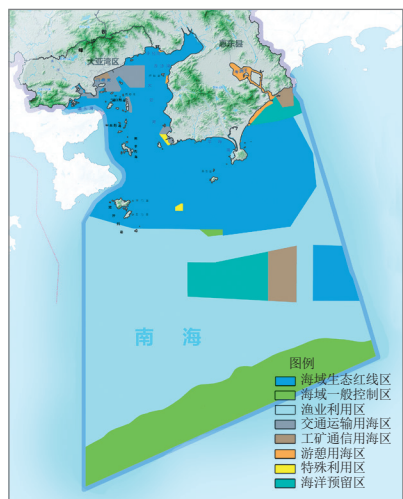 惠东县
大亚湾区
南 海
图例
海域生态红线区
海域一般控制区
渔业利用区
交通运输用海区
工矿通信用海区
游憩用海区
特殊利用区
海洋预留区